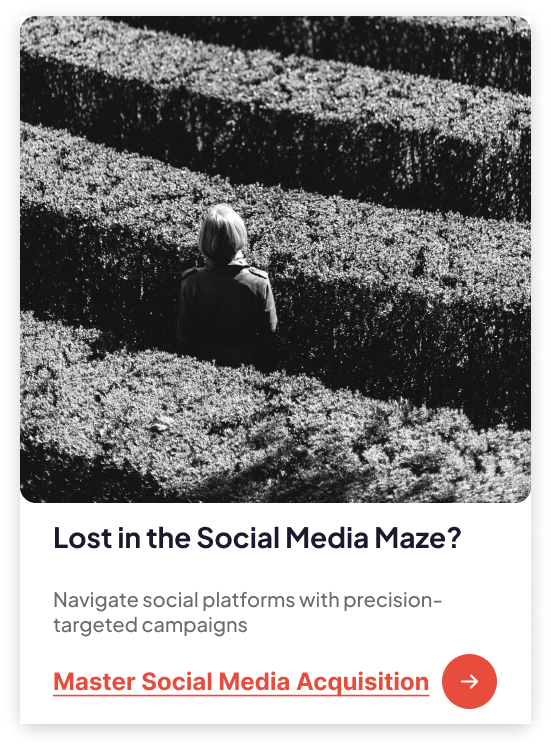 Lost in the Social Media Maze?
Navigate social platforms with precision-
targeted campaigns
Master Social Media Acquisition